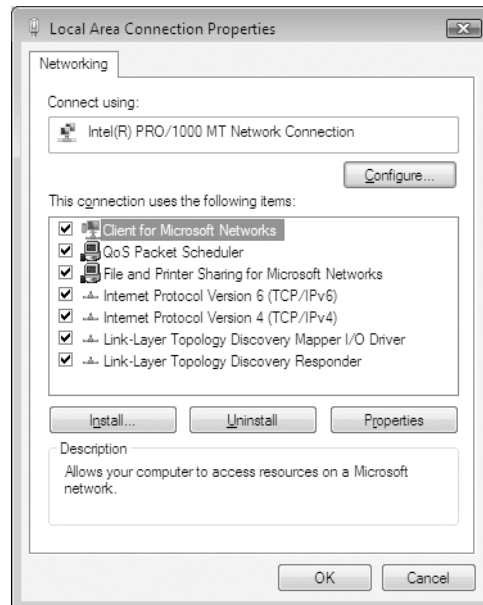 Local Area Connection Properties
Networking
Connect using:
Intel(R) PRO/1000 MT Network Connection
Configure...
This connection uses the following items:
Client for Microsoft Networks
QoS Packet Scheduler
File and Printer Sharing for Microsoft Networks
Internet Protocol Version 6 (TCP/IPv6)
Internet Protocol Version 4 (TCP/IPv4)
Link-Layer Topology Discovery Mapper I/O Driver
Link-Layer Topology Discovery Responder
Install... Uninstall Properties
Description
Allows your computer to access resources on a Microsoft
network.
OK Cancel